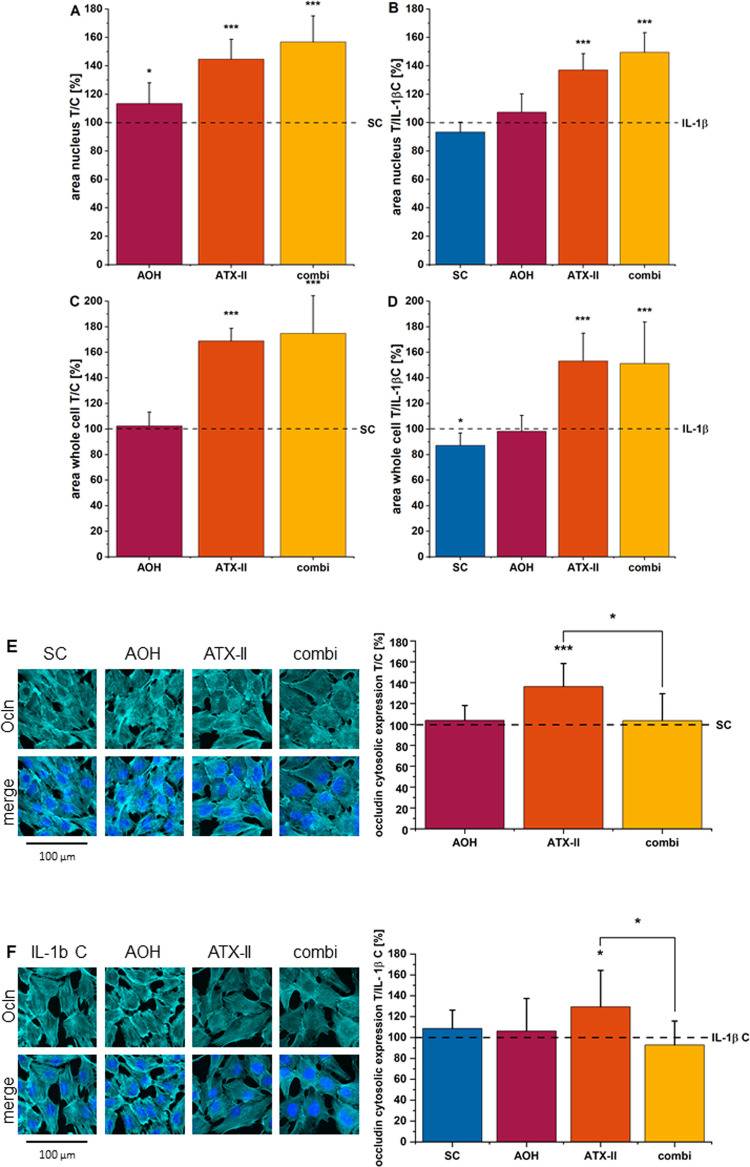 A
area nucleus T/C [%]
180
160
140
120
100
80
60
40
20
0
*
***
***
SC
AOH
ATX-II
combi
B
area nucleus T/IL-1βC [%]
180
160
140
120
100
80
60
40
20
0
***
***
IL-1β
SC
AOH
ATX-II
combi
C
area whole cell T/C [%]
200
180
160
140
120
100
80
60
40
20
0
***
***
SC
AOH
ATX-II
combi
D
area whole cell T/IL-1βC [%]
200
180
160
140
120
100
80
60
40
20
0
*
***
***
IL-1β
SC
AOH
ATX-II
combi
E
SC
AOH
ATX-II
combi
Ocln
merge
100 µm
occludin cytosolic expression T/C [%]
180
160
140
120
100
80
60
40
20
0
***
*
SC
AOH
ATX-II
combi
F
IL-1b C
AOH
ATX-II
combi
Ocln
merge
100 µm
occludin cytosolic expression T/IL- 1β C [%]
180
160
140
120
100
80
60
40
20
0
*
*
IL-1β C
SC
AOH
ATX-II
combi